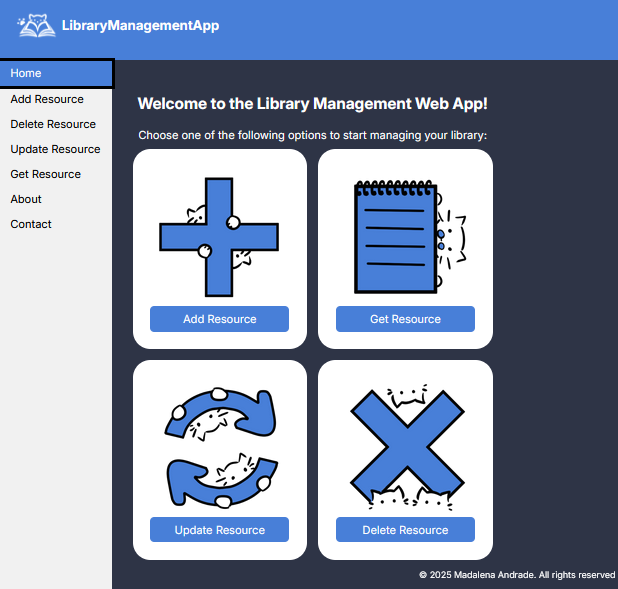 LibraryManagementApp
Home
Add Resource
Delete Resource
Update Resource
Get Resource
About
Contact
Welcome to the Library Management Web App!
Choose one of the following options to start managing your library:
Add Resource
Get Resource
Update Resource
Delete Resource
© 2025 Madalena Andrade. All rights reserved